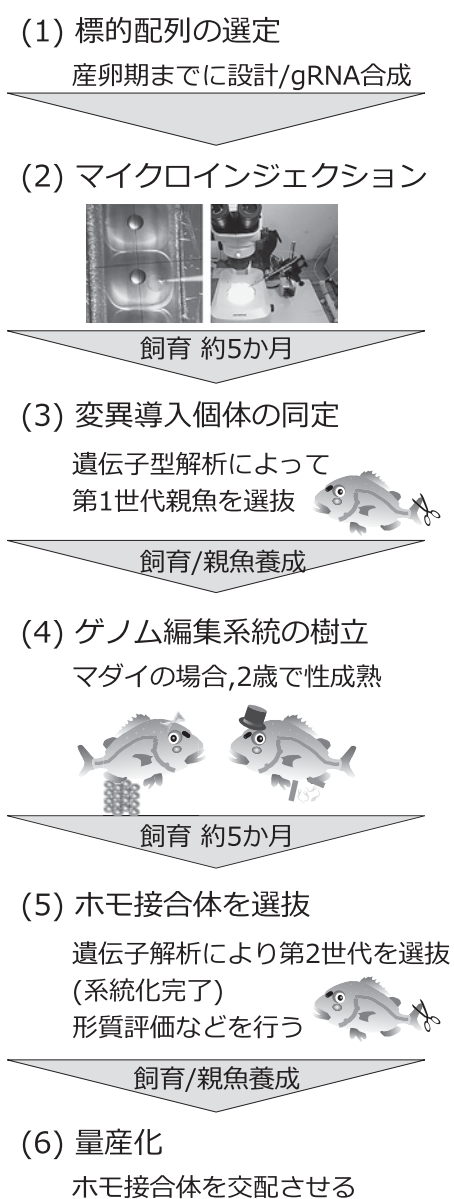 (1) 標的配列の選定
産卵期までに設計/gRNA合成
(2) マイクロインジェクション
飼育 約5か月
(3) 変異導入個体の同定
遺伝子型解析によって
第1世代親魚を選抜
飼育/親魚養成
(4) ゲノム編集系統の樹立
マダイの場合,2歳で性成熟
飼育 約5か月
(5) ホモ接合体を選抜
遺伝子解析により第2世代を選抜
(系統化完了)
形質評価などを行う
飼育/親魚養成
(6) 量産化
ホモ接合体を交配させる